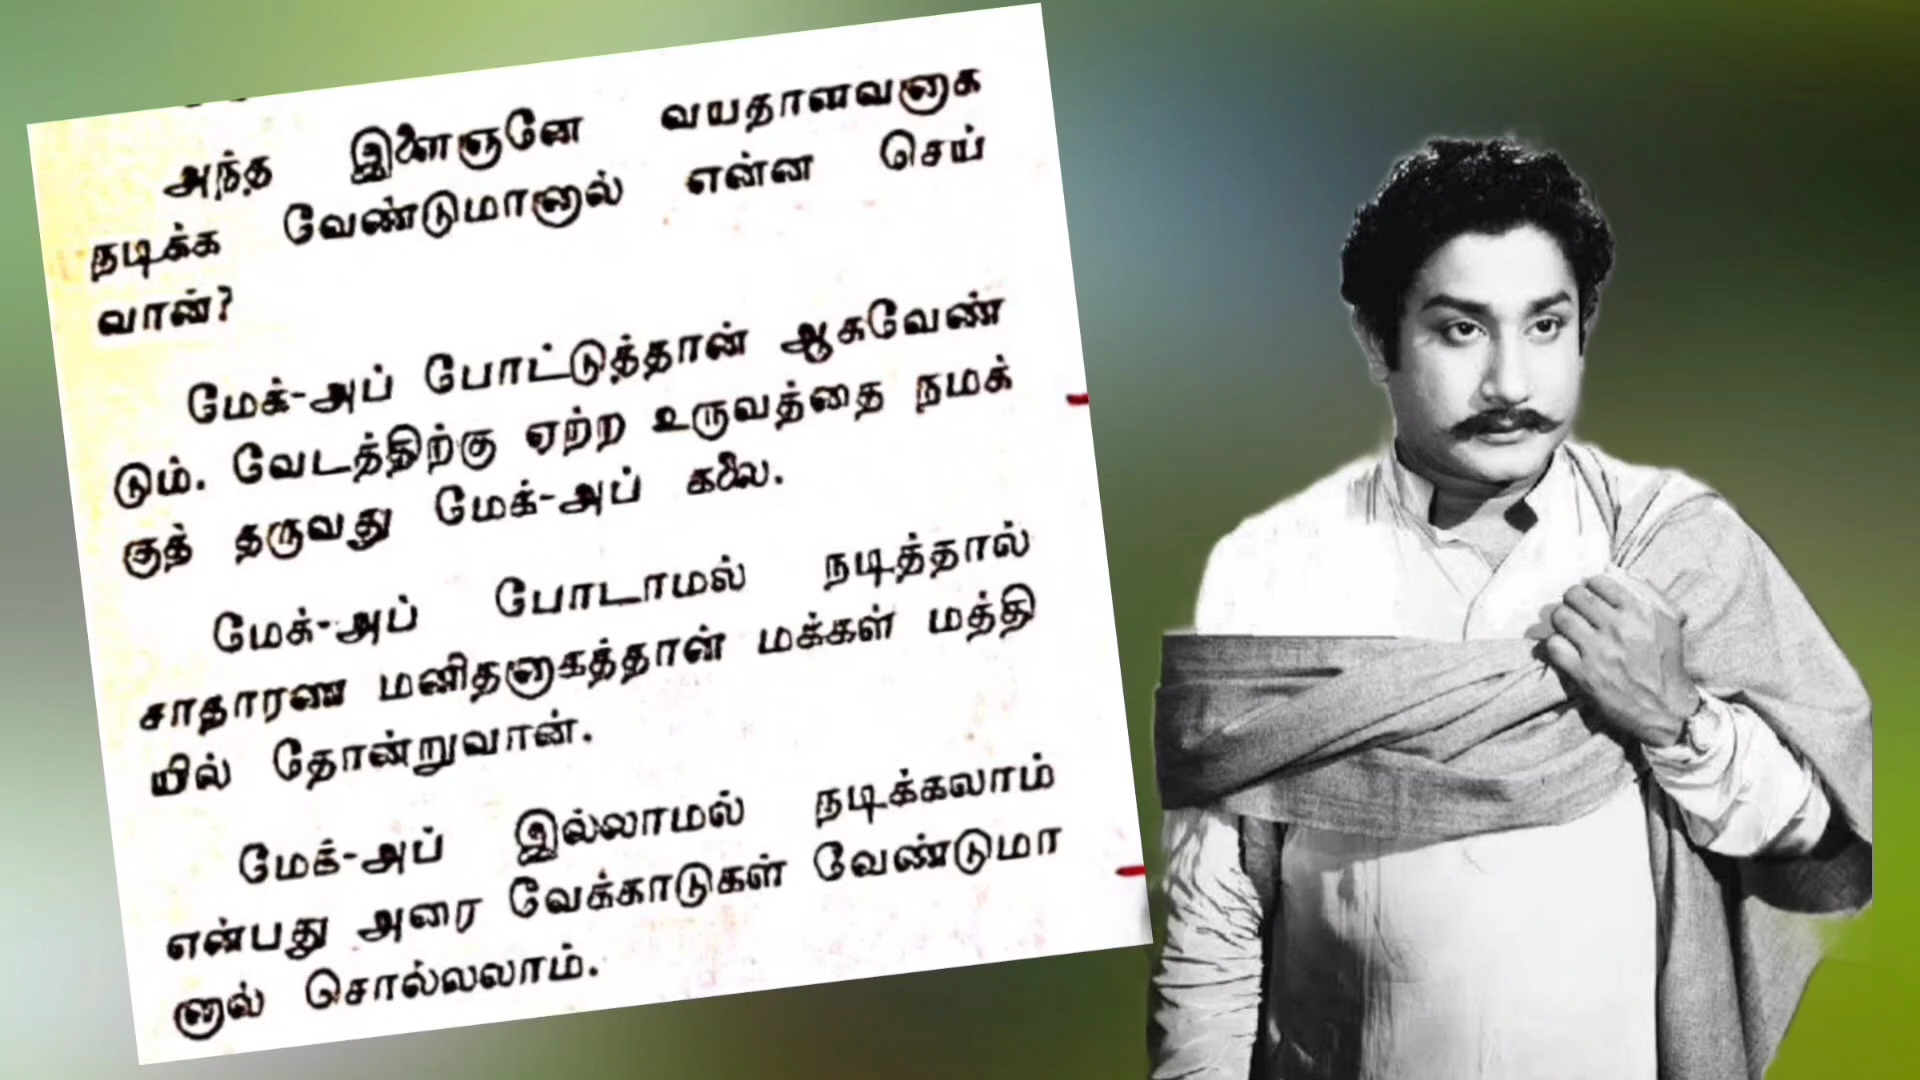 அந்த இளைஞனே வயதானவனாக
நடிக்க வேண்டுமானால் என்ன செய்
வான்?
மேக்-அப் போட்டுத்தான் ஆகவேண்
டும். வேடத்திற்கு ஏற்ற உருவத்தை நமக்
குத் தருவது மேக்-அப் கலை.
மேக்-அப் போடாமல் நடித்தால்
சாதாரண மனிதனாகத்தான் மக்கள் மத்தி
யில் தோன்றுவான்.
மேக்-அப் இல்லாமல் நடிக்கலாம்
என்பது அரை வேக்காடுகள் வேண்டுமா
னால் சொல்லலாம்.